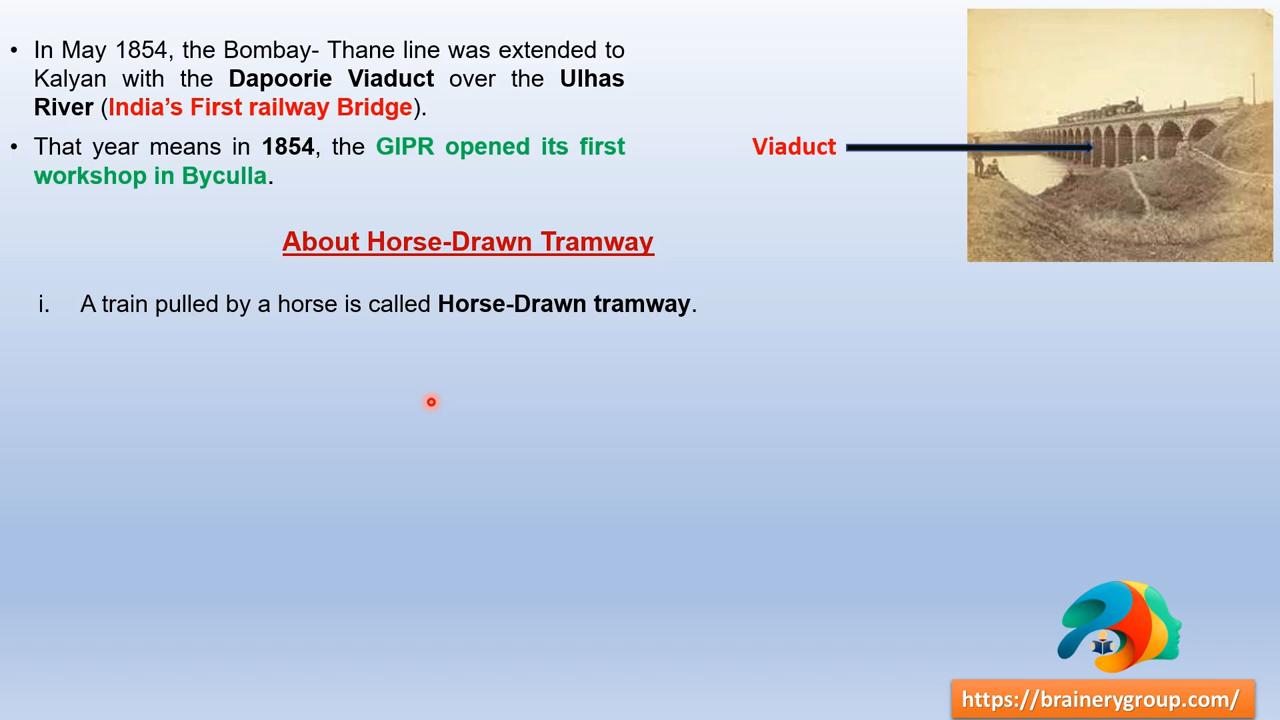 • In May 1854, the Bombay- Thane line was extended to
Kalyan with the Dapoorie Viaduct over the Ulhas
River (India’s First railway Bridge).
• That year means in 1854, the GIPR opened its first
workshop in Byculla.
Viaduct
About Horse-Drawn Tramway
i. A train pulled by a horse is called Horse-Drawn tramway.
https://brainerygroup.com/